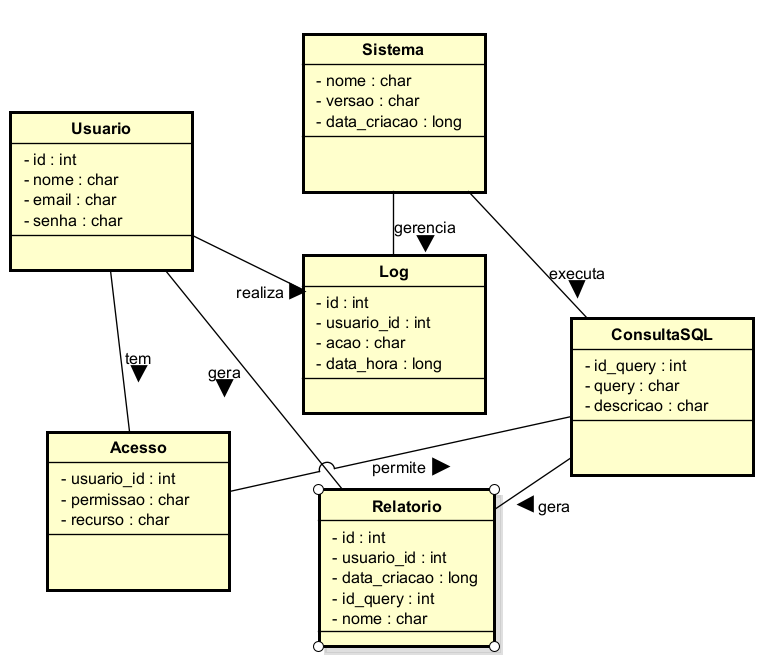 Sistema
- nome : char
- versao : char
- data_criacao : long
Usuario
- id : int
- nome : char
- email : char
- senha : char
gerencia
realiza
Log
- id : int
- usuario_id : int
- acao : char
- data_hora : long
executa
ConsultaSQL
- id_query : int
- query : char
- descricao : char
tem
gera
Acesso
- usuario_id : int
- permissao : char
- recurso : char
permite
Relatorio
- id : int
- usuario_id : int
- data_criacao : long
- id_query : int
- nome : char
gera